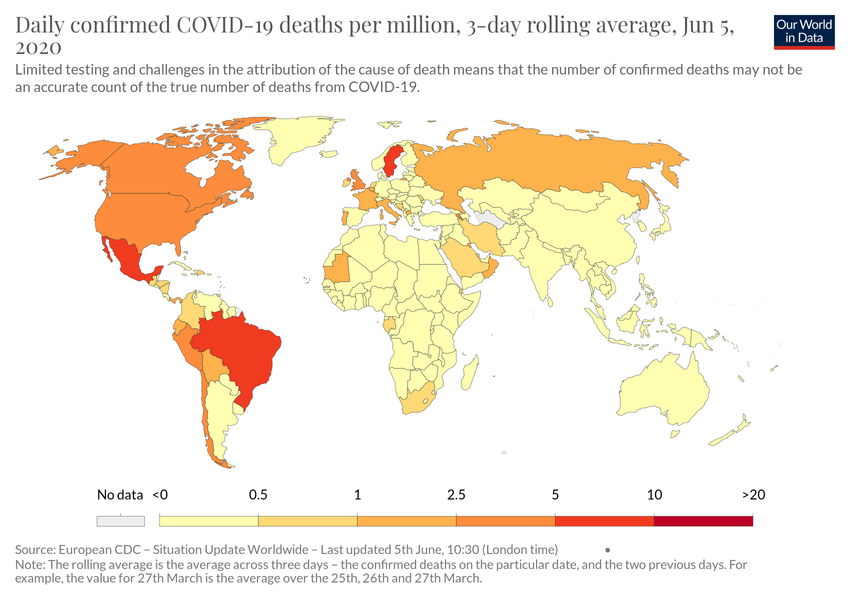 Daily confirmed COVID-19 deaths per million, 3-day rolling average, Jun 5,
2020
Our World
in Data
Limited testing and challenges in the attribution of the cause of death means that the number of confirmed deaths may not be
an accurate count of the true number of deaths from COVID-19.
No data <0 0.5 1 2.5 5 10 >20
Source: European CDC – Situation Update Worldwide – Last updated 5th June, 10:30 (London time)
Note: The rolling average is the average across three days – the confirmed deaths on the particular date, and the two previous days. For
example, the value for 27th March is the average over the 25th, 26th and 27th March.